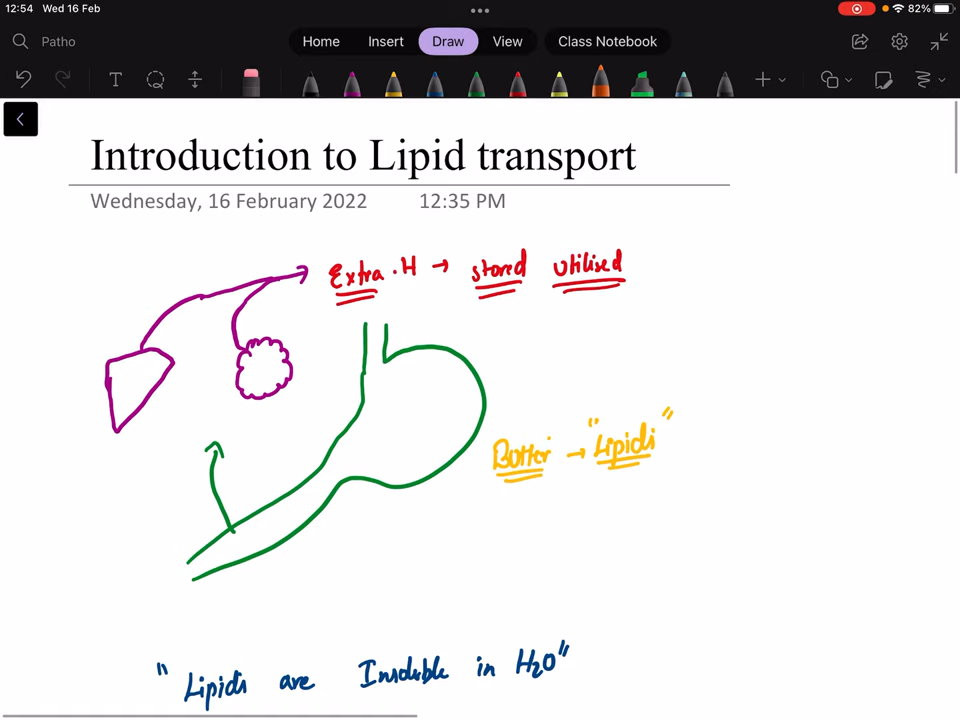 12:54 Wed 16 Feb
82%
Patho
Home Insert Draw View Class Notebook
T
Introduction to Lipid transport
Wednesday, 16 February 2022 12:35 PM
Extra.H → stored utilised
Butter → "Lipids"
"Lipids are Insoluble in H2O"